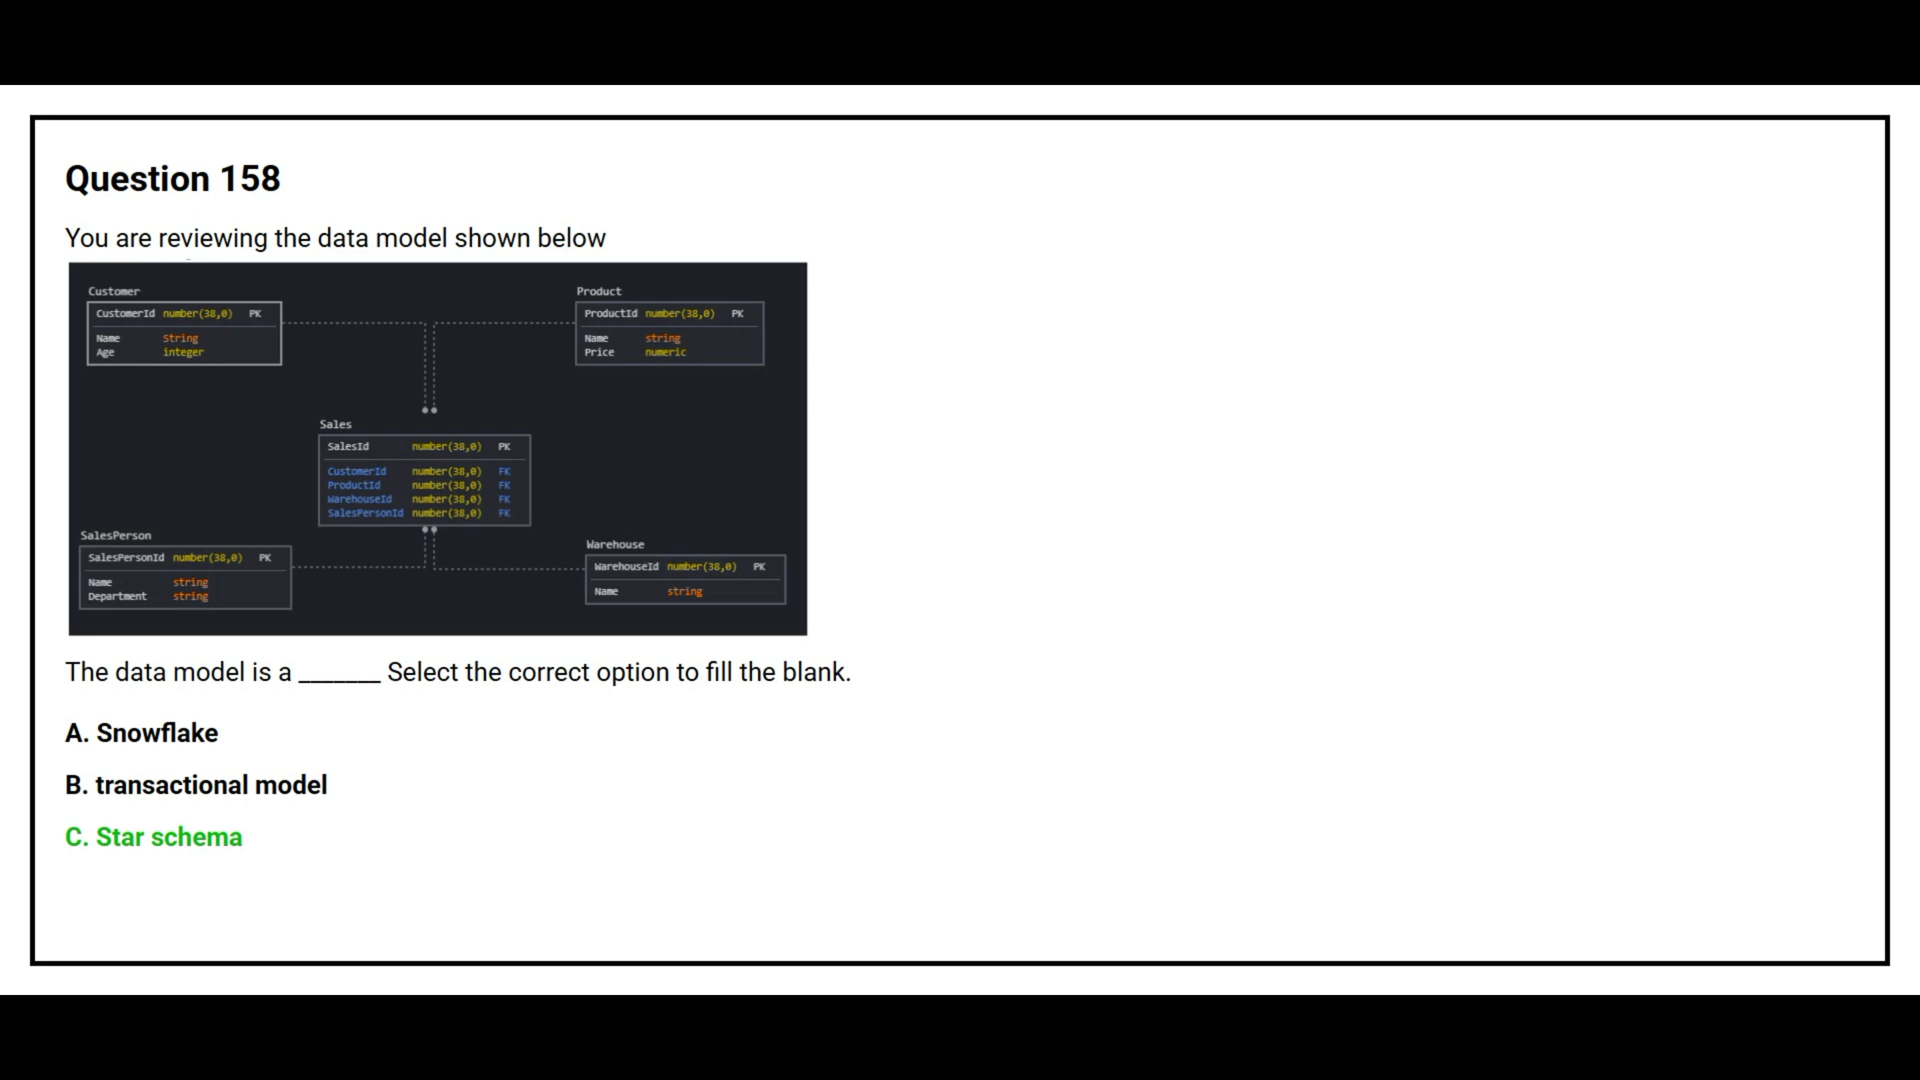 Question 158
You are reviewing the data model shown below
Customer
CustomerId number(38,0) PK
Name String
Age integer
Product
ProductId number(38,0) PK
Name string
Price numeric
Sales
SalesId number(38,0) PK
CustomerId number(38,0) FK
ProductId number(38,0) FK
WarehouseId number(38,0) FK
SalesPersonId number(38,0) FK
SalesPerson
SalesPersonId number(38,0) PK
Name string
Department string
Warehouse
WarehouseId number(38,0) PK
Name string
The data model is a _______ Select the correct option to fill the blank.
A. Snowflake
B. transactional model
C. Star schema